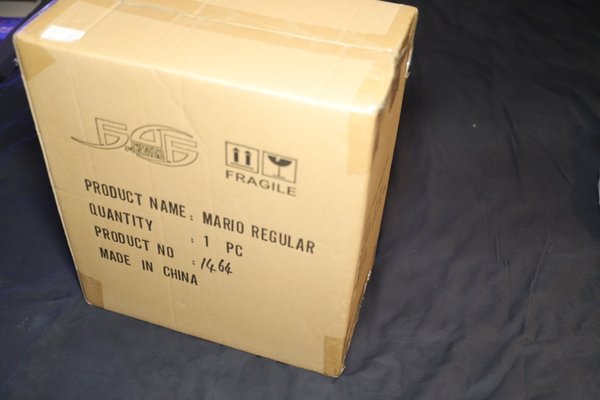 FRAGILE
PRODUCT NAME: MARIO REGULAR
QUANTITY : 1 PC
PRODUCT NO : 1464
MADE IN CHINA